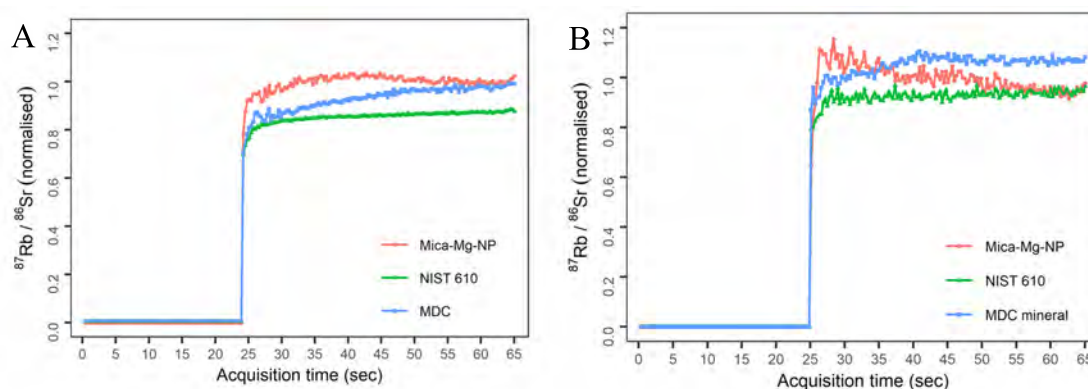 A
⁸⁷Rb / ⁸⁶Sr (normalised)
1.2
1.0
0.8
0.6
0.4
0.2
0.0
Mica-Mg-NP
NIST 610
MDC
0 5 10 15 20 25 30 35 40 45 50 55 60 65
Acquisition time (sec)
B
⁸⁷Rb / ⁸⁶Sr (normalised)
1.2
1.0
0.8
0.6
0.4
0.2
0.0
Mica-Mg-NP
NIST 610
MDC mineral
0 5 10 15 20 25 30 35 40 45 50 55 60 65
Acquisition time (sec)